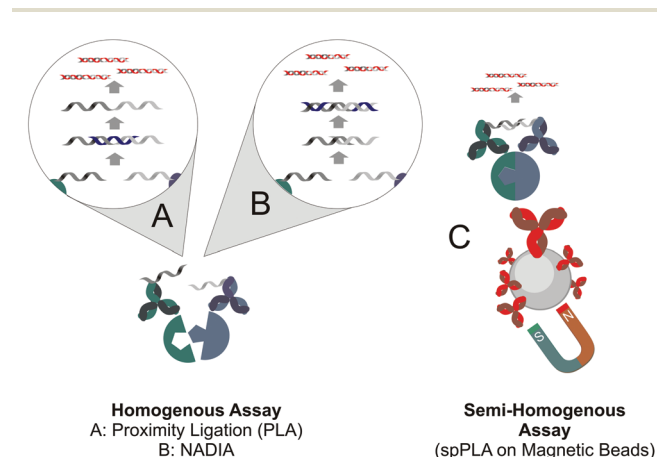 A
B
C
S
N
Homogenous Assay
A: Proximity Ligation (PLA)
B: NADIA
Semi-Homogenous
Assay
(spPLA on Magnetic Beads)